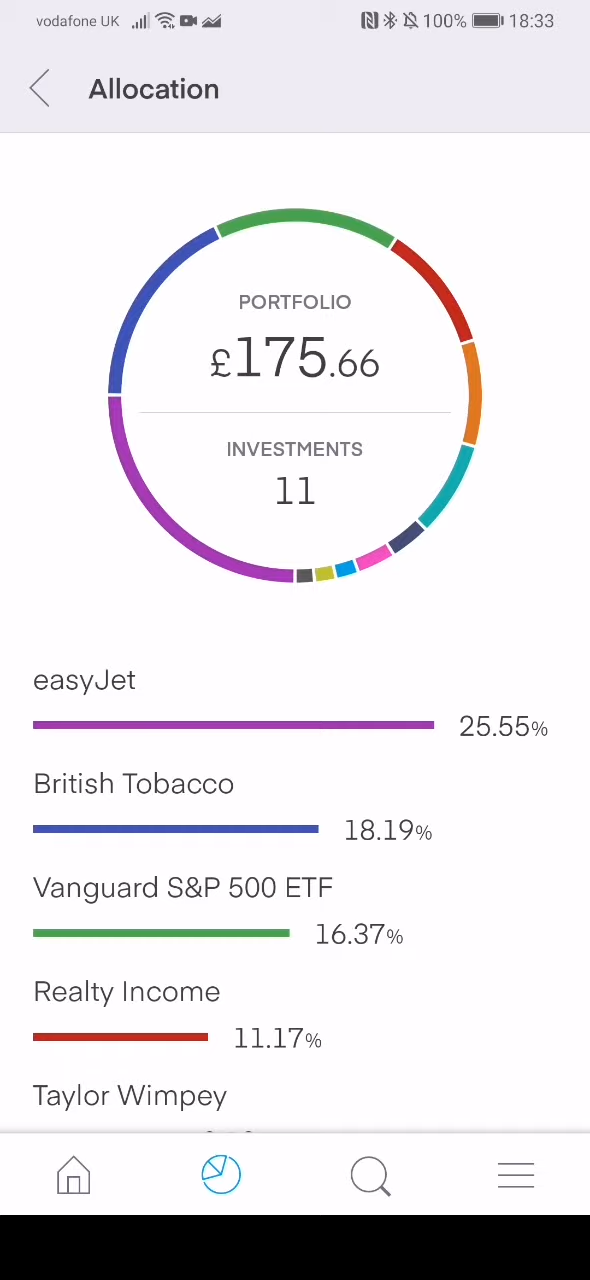 vodafone UK 100% 18:33
Allocation
PORTFOLIO
£175.66
INVESTMENTS
11
easyJet
25.55%
British Tobacco
18.19%
Vanguard S&P 500 ETF
16.37%
Realty Income
11.17%
Taylor Wimpey